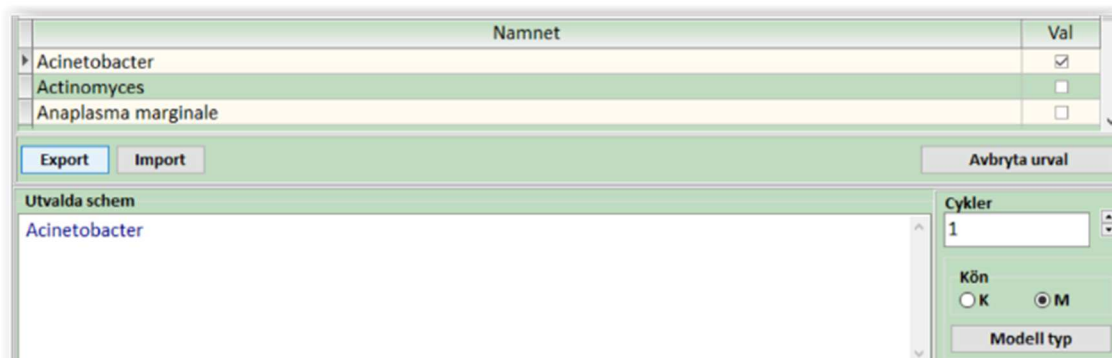 Namnet Val
Acinetobacter
Actinomyces
Anaplasma marginale
Export Import Avbryta urval
Utvalda schem Cykler
Acinetobacter 1
Kön
K M
Modell typ